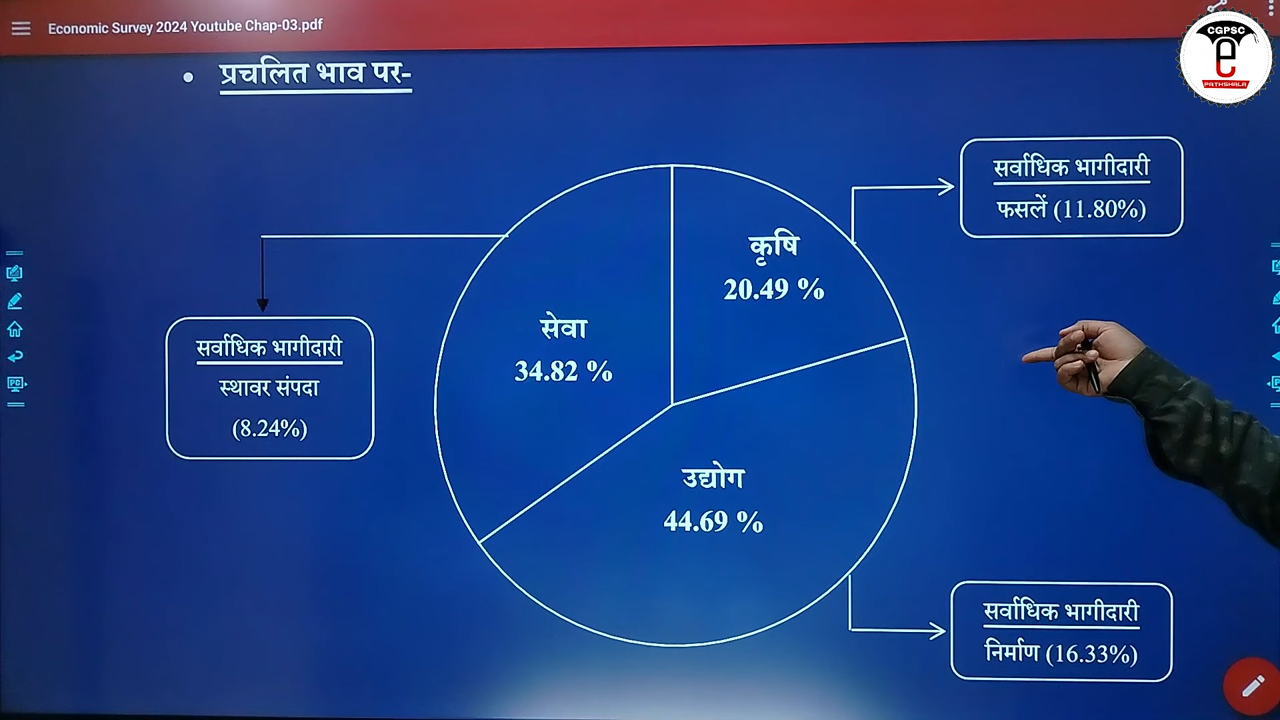 Economic Survey 2024 Youtube Chap-03.pdf
CGPSC
e
PATHSHALA
• प्रचलित भाव पर-
सर्वाधिक भागीदारी
फसलें (11.80%)
कृषि
20.49 %
सेवा
34.82 %
सर्वाधिक भागीदारी
स्थावर संपदा
(8.24%)
उद्योग
44.69 %
सर्वाधिक भागीदारी
निर्माण (16.33%)
PC